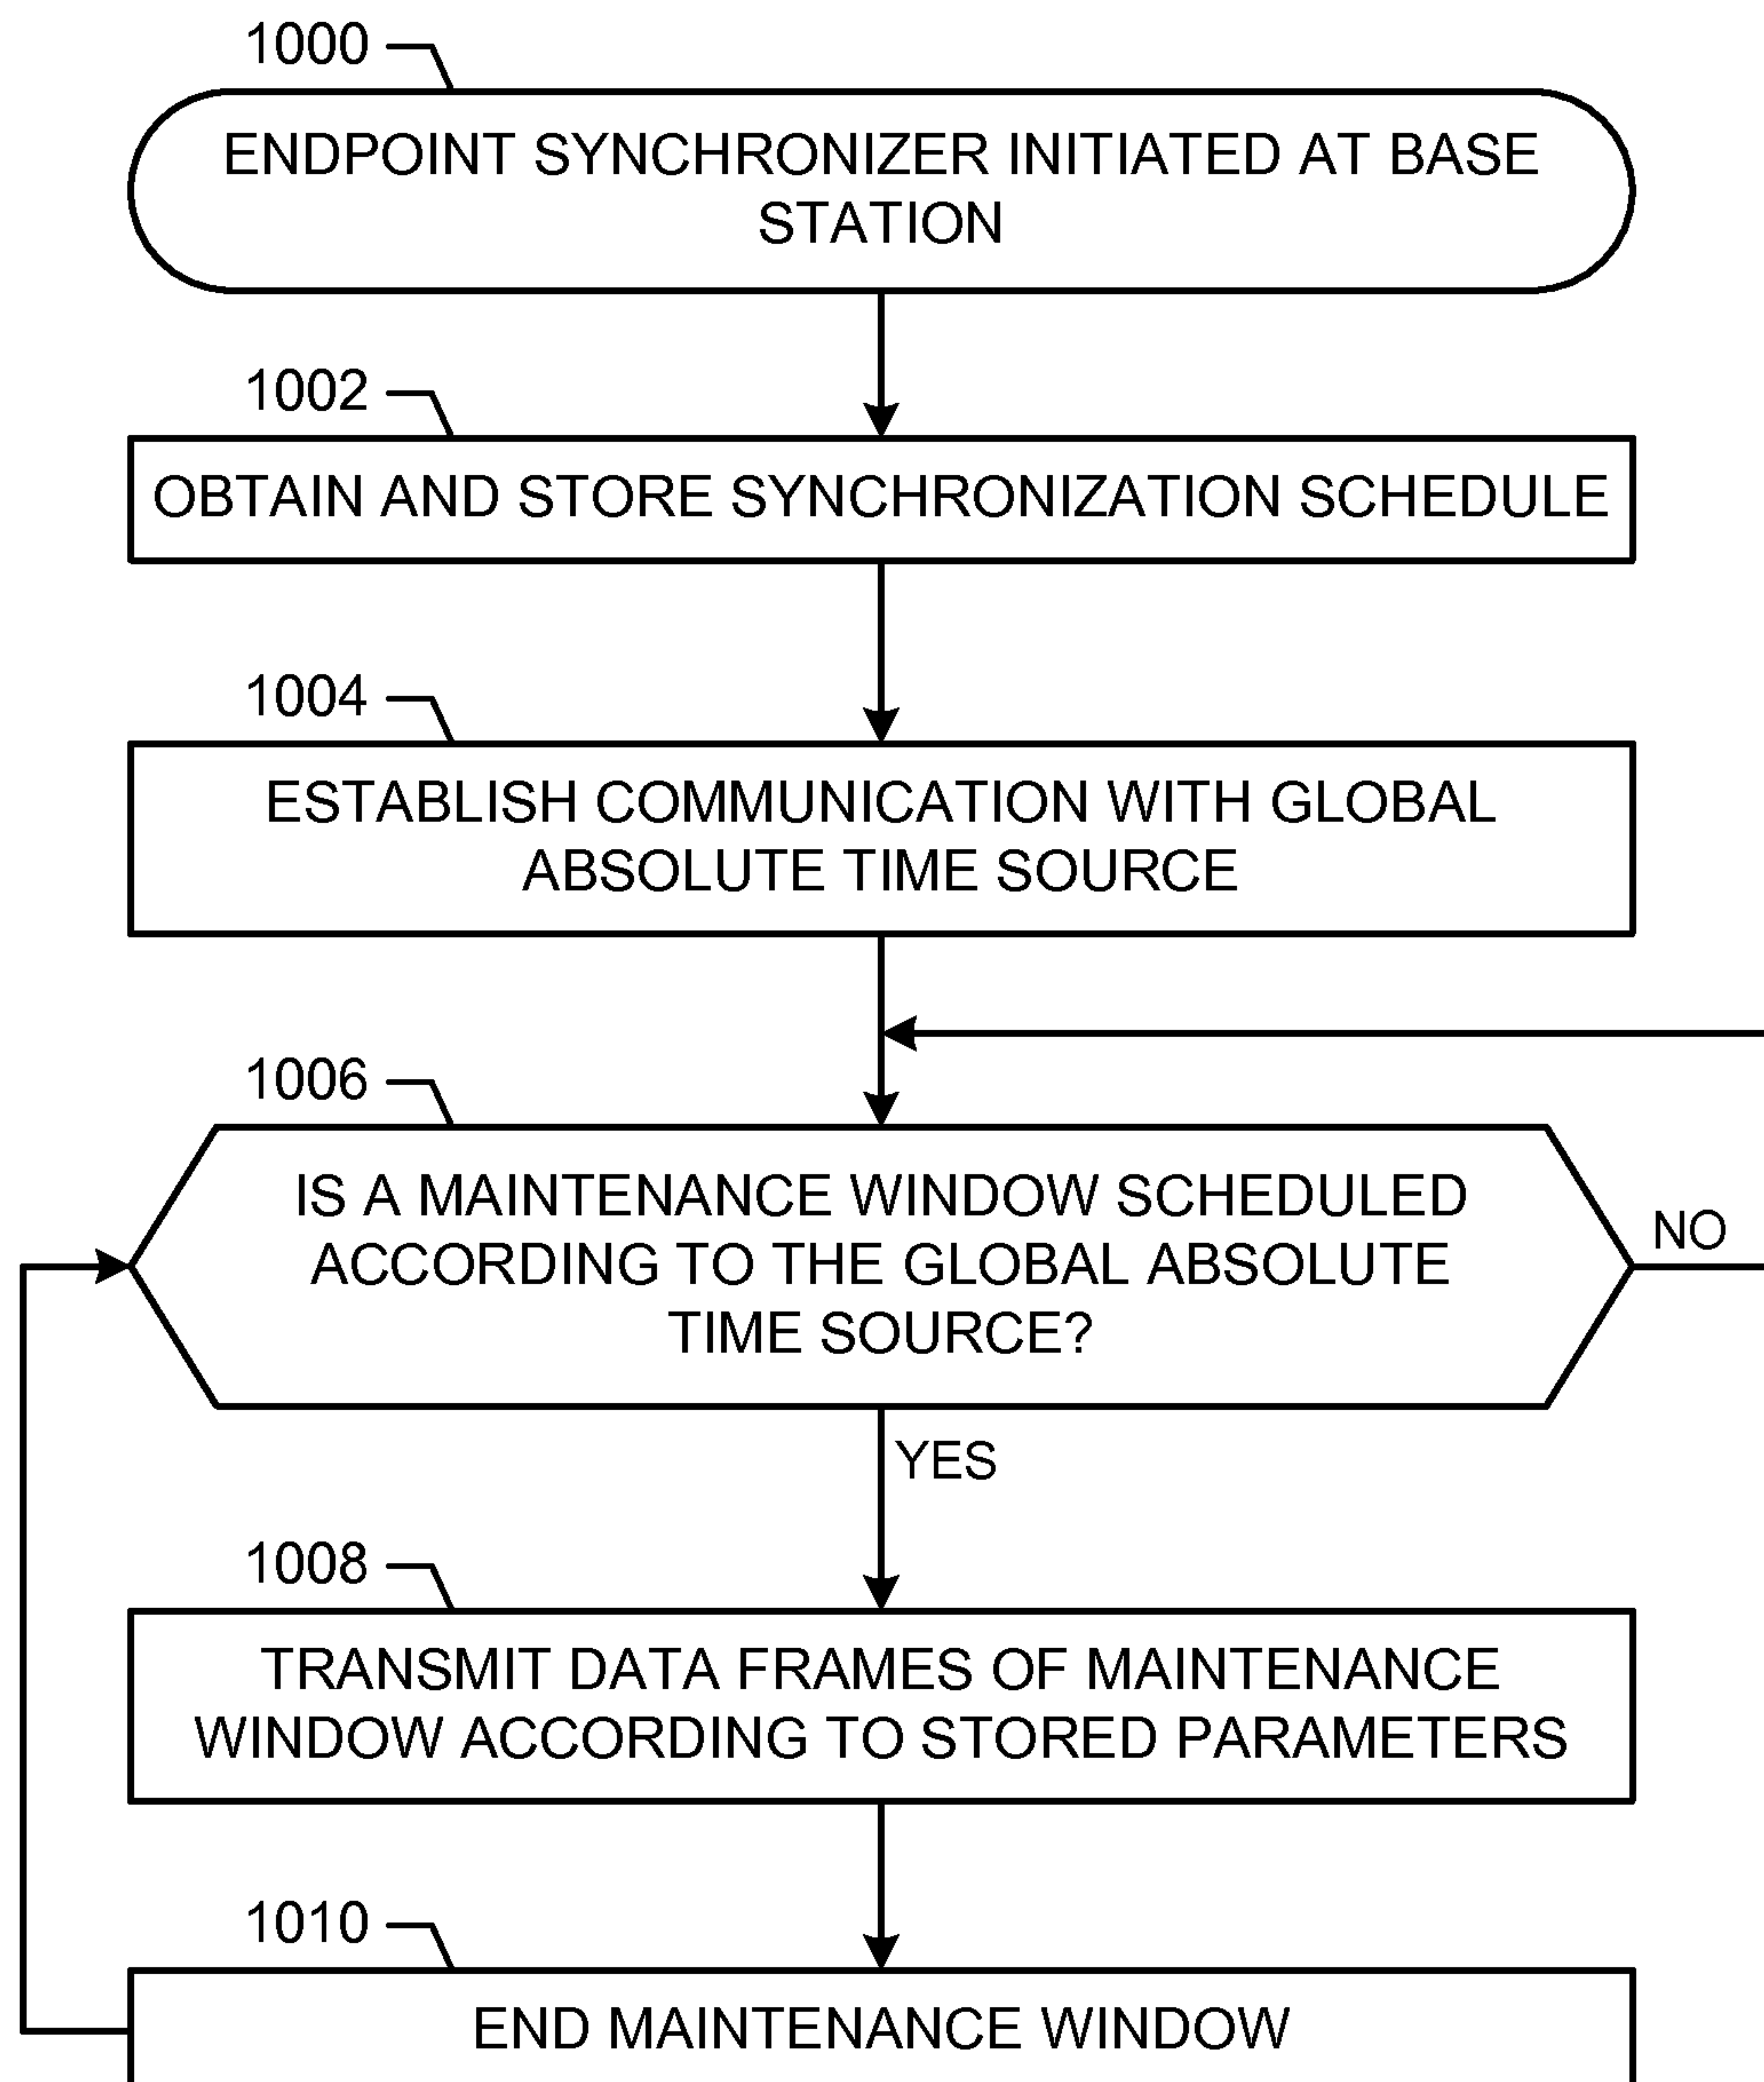 1000
ENDPOINT SYNCHRONIZER INITIATED AT BASE
STATION
1002
OBTAIN AND STORE SYNCHRONIZATION SCHEDULE
1004
ESTABLISH COMMUNICATION WITH GLOBAL
ABSOLUTE TIME SOURCE
1006
IS A MAINTENANCE WINDOW SCHEDULED
ACCORDING TO THE GLOBAL ABSOLUTE
TIME SOURCE?
NO
YES
1008
TRANSMIT DATA FRAMES OF MAINTENANCE
WINDOW ACCORDING TO STORED PARAMETERS
1010
END MAINTENANCE WINDOW